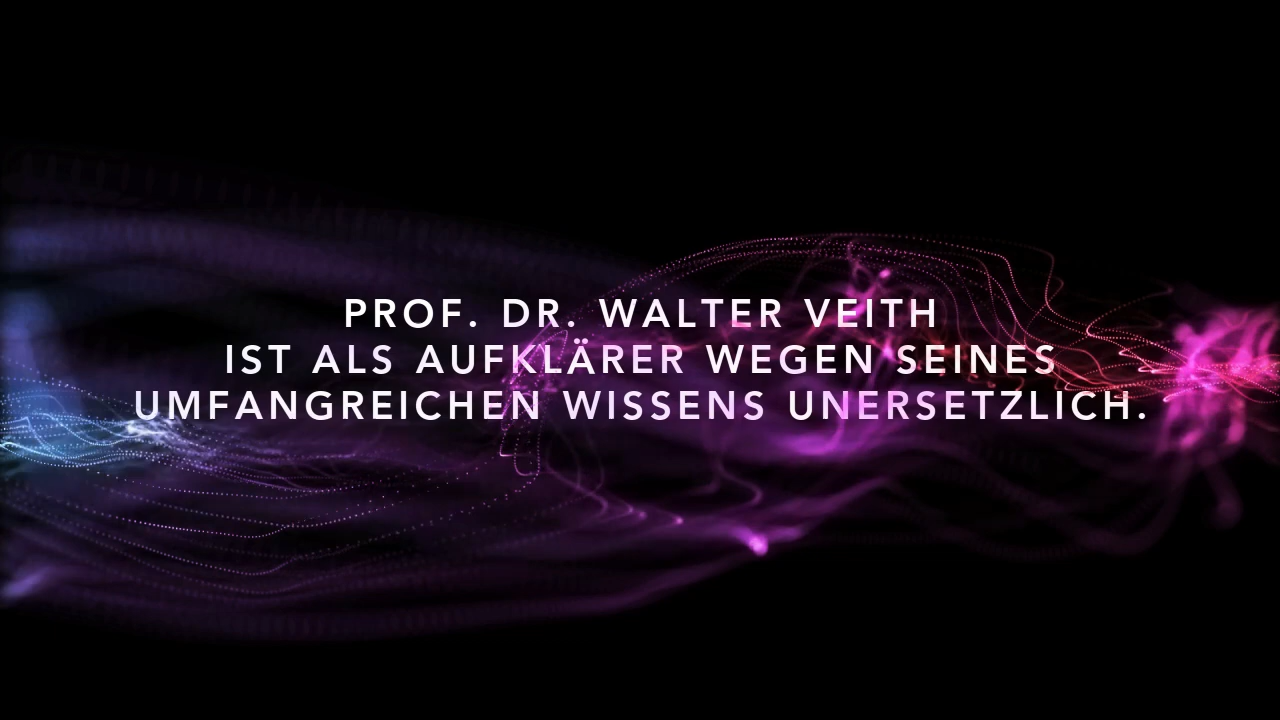 PROF. DR. WALTER VEITH
IST ALS AUFKLÄRER WEGEN SEINES
UMFANGREICHEN WISSENS UNERSETZLICH.